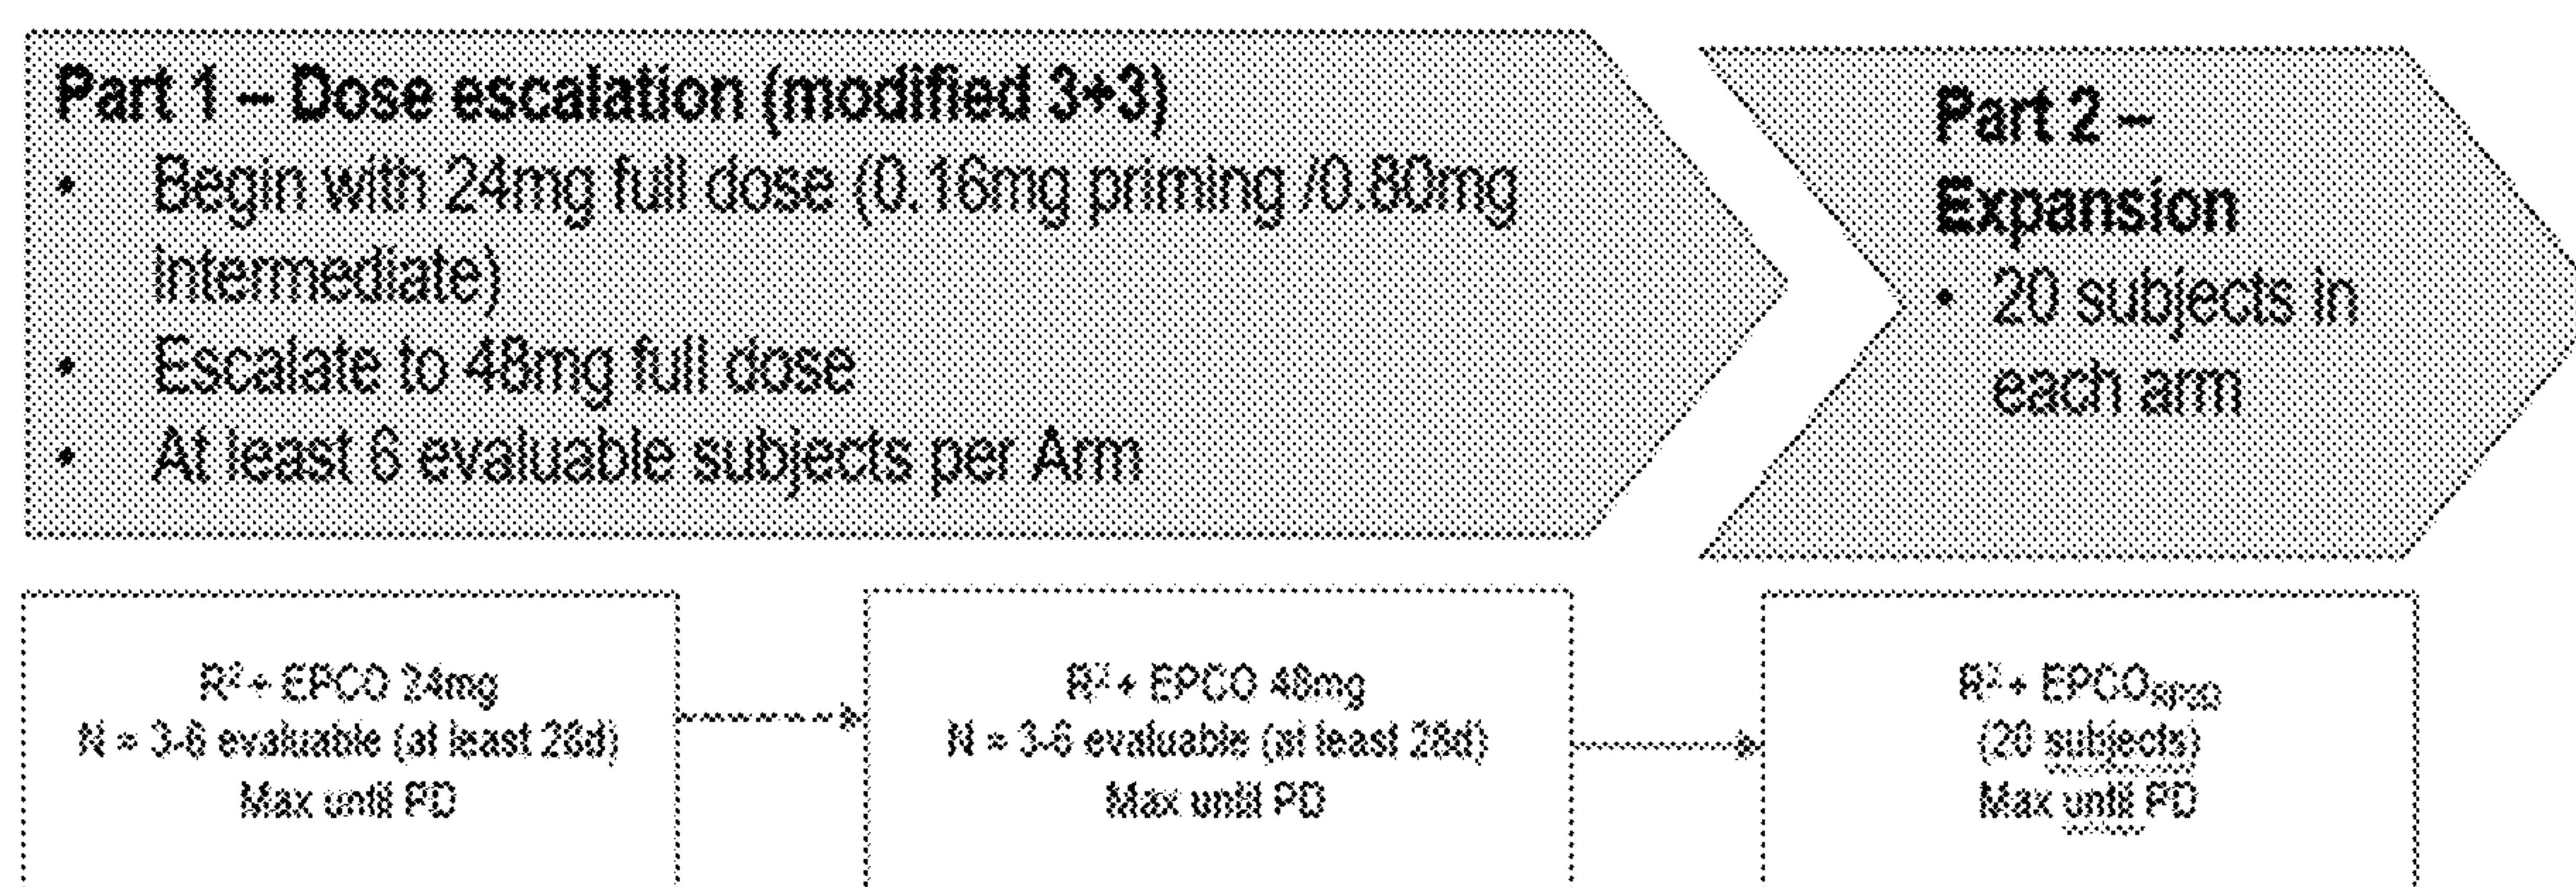 Part 1 – Dose escalation (modified 3+3)
• Begin with 24mg full dose (0.16mg priming /0.80mg
intermediate)
• Escalate to 48mg full dose
• At least 6 evaluable subjects per Arm
Part 2 –
Expansion
• 20 subjects in
each arm
R² + EPCO 24mg
N = 3-6 evaluable (at least 28d)
Max until PD
R² + EPCO 48mg
N = 3-6 evaluable (at least 28d)
Max until PD
R² + EPCO
(20 subjects)
Max until PD